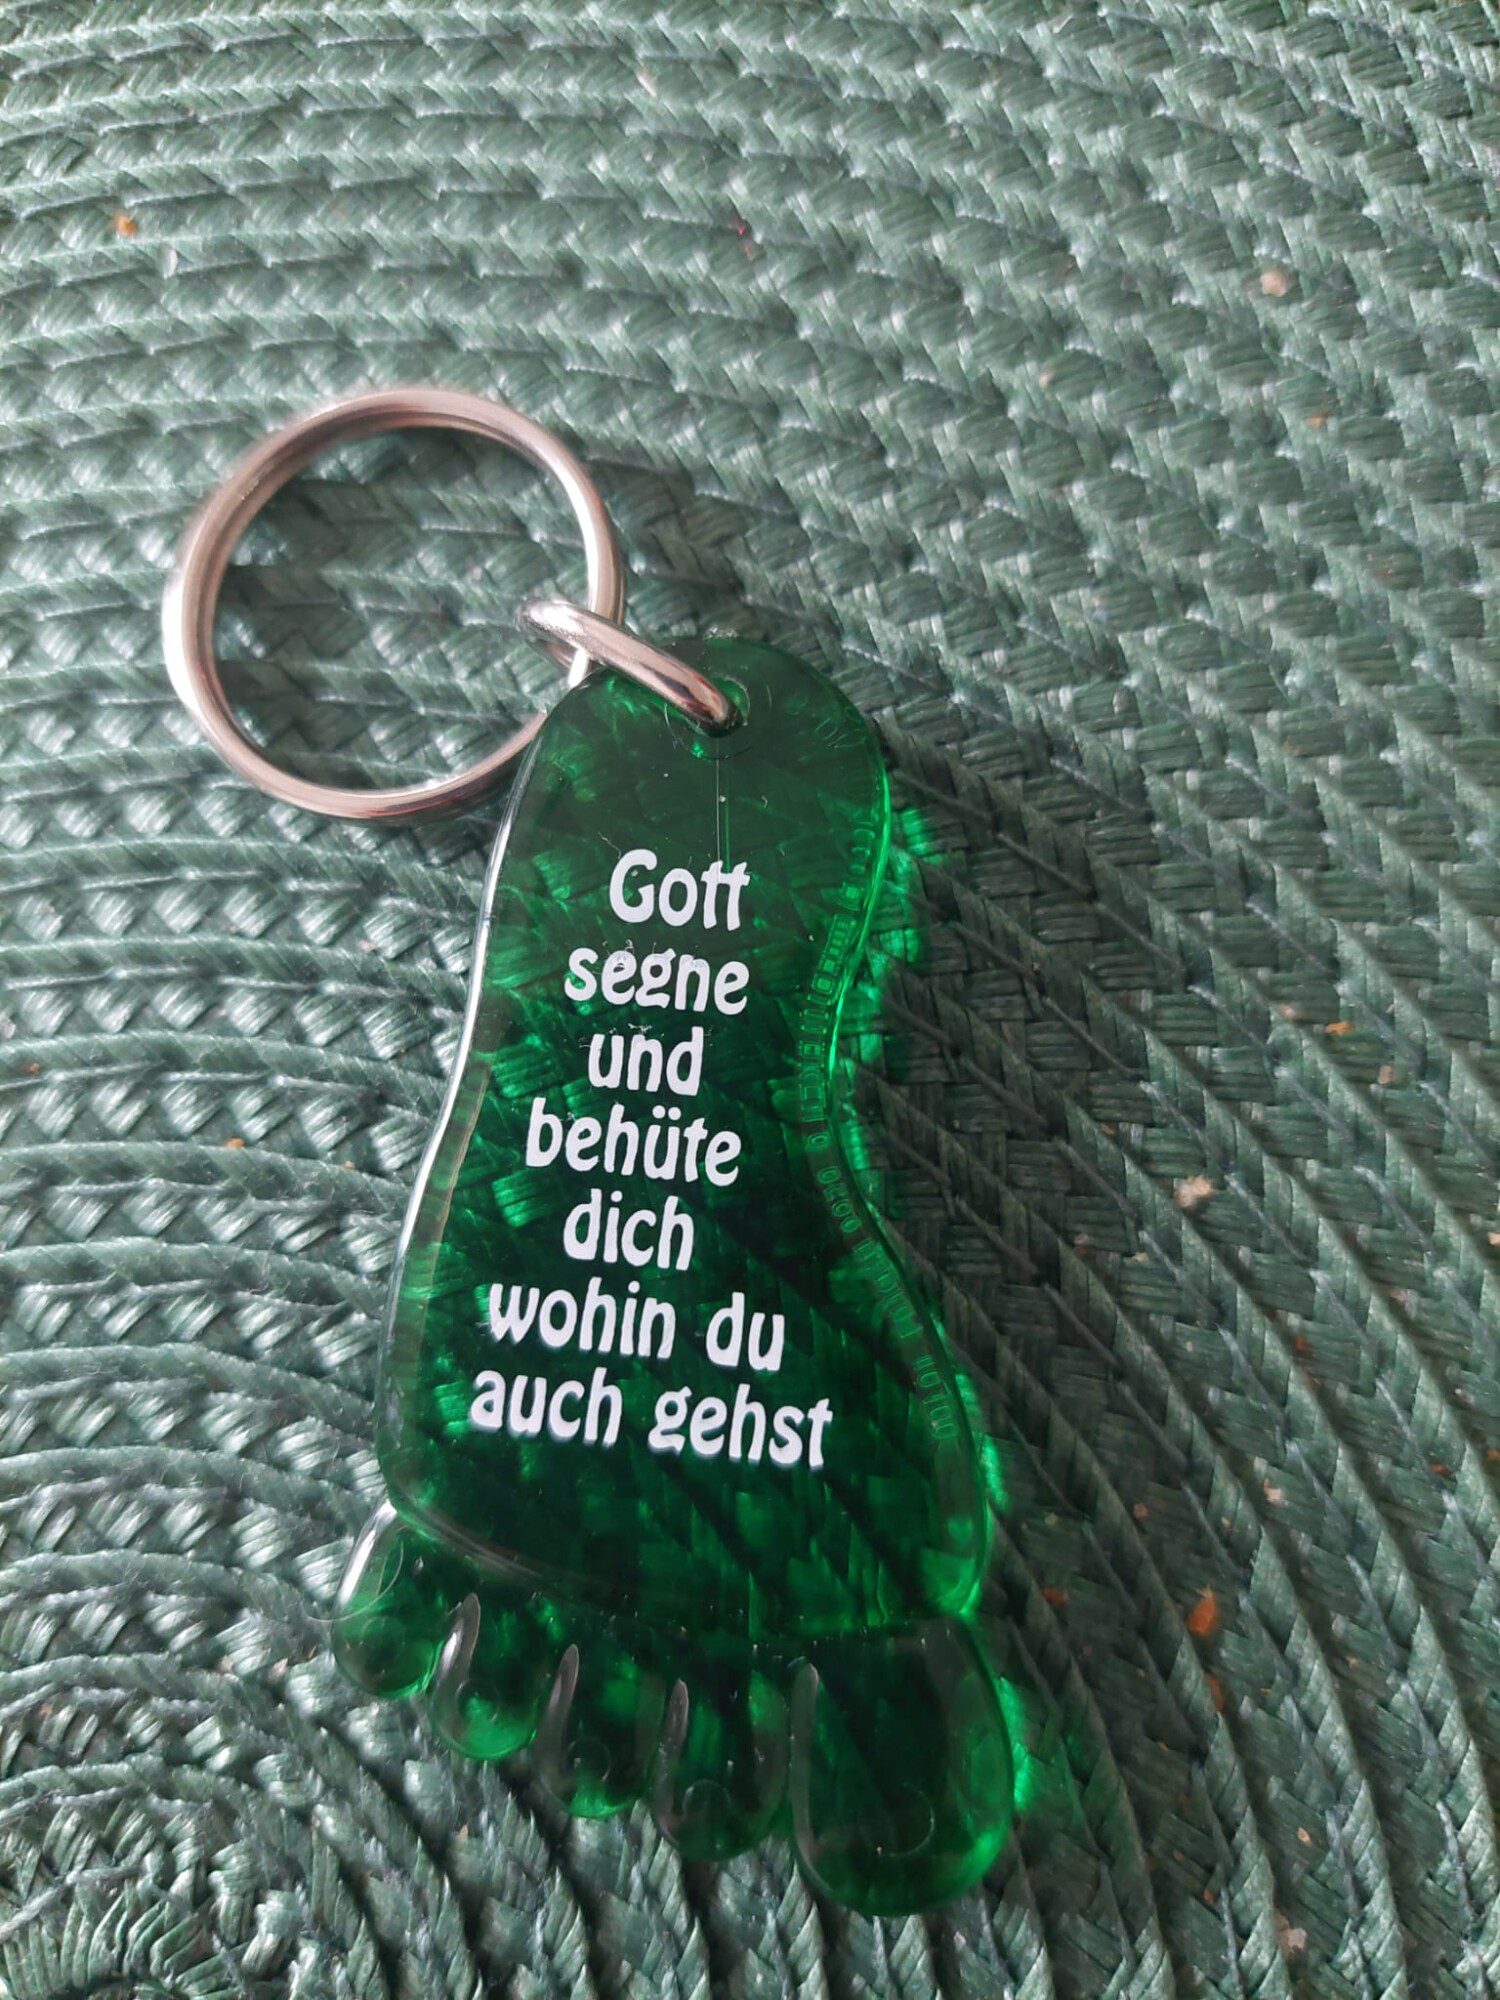 Gott
segne
und
behüte
dich
wohin du
auch gehst